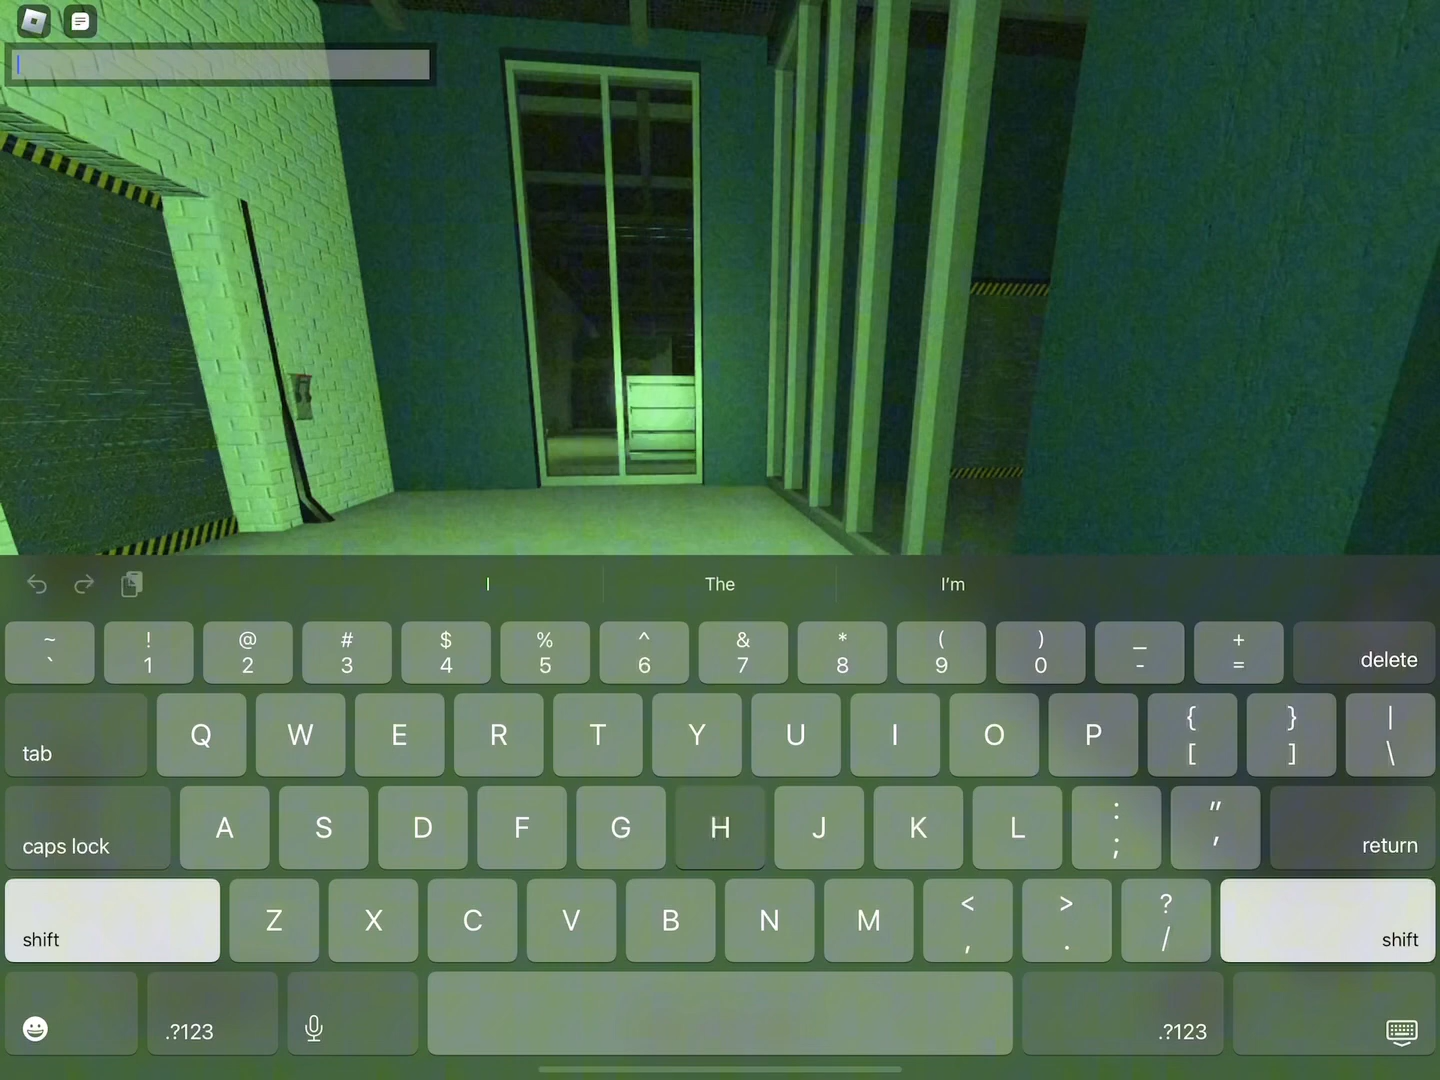 I The I'm
~ ! @ # $ % ^ & * ( ) _ +
` 1 2 3 4 5 6 7 8 9 0 - = delete
tab Q W E R T Y U I O P { [ } ] | \
caps lock A S D F G H J K L : ; " ' return
shift Z X C V B N M < , > . ? / shift
.?123 .?123